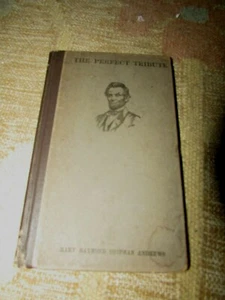 THE PERFECT TRIBUTE
MARY RAYMOND SHIPMAN ANDREWS